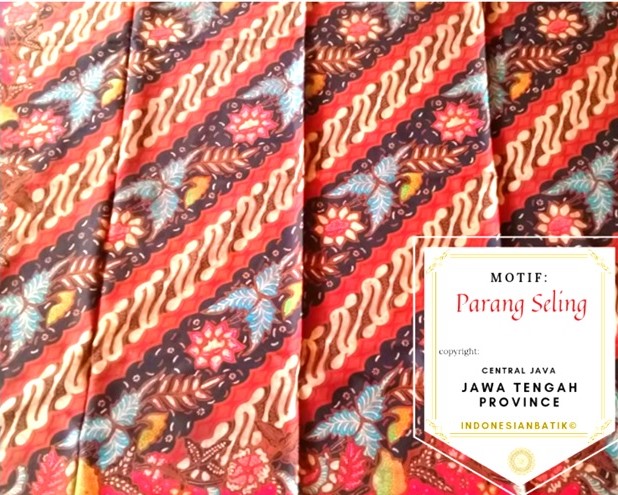 MOTIF:
Parang Seling
copyright:
CENTRAL JAVA
JAWA TENGAH
PROVINCE
INDONESIANBATIK©